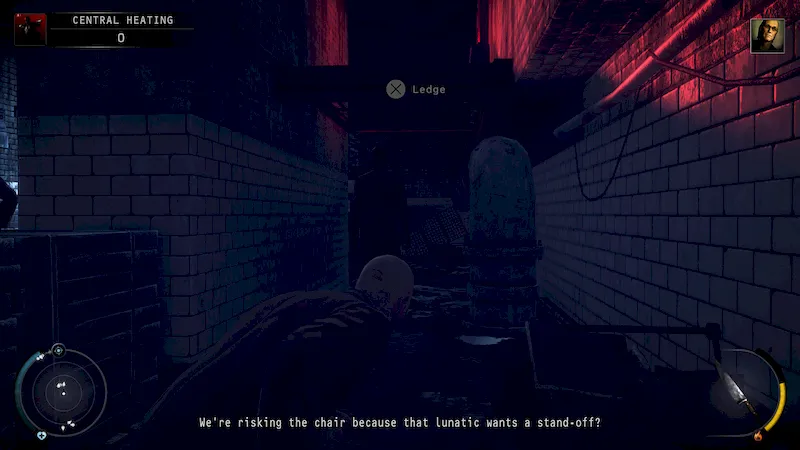 CENTRAL HEATING
0
Ledge
We're risking the chair because that lunatic wants a stand-off?